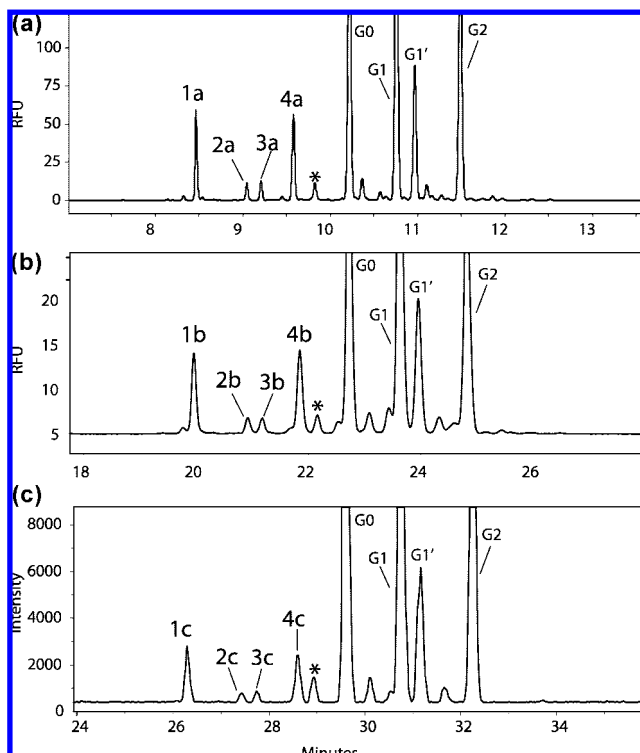 (a)
RFU
100
75
50
25
0
1a
2a
3a
4a
*
G0
G1
G1'
G2
8 9 10 11 12 13
(b)
RFU
20
15
10
5
1b
2b
3b
4b
*
G0
G1
G1'
G2
18 20 22 24 26
(c)
Intensity
8000
6000
4000
2000
0
1c
2c
3c
4c
*
G0
G1
G1'
G2
24 26 28 30 32 34
Minutes